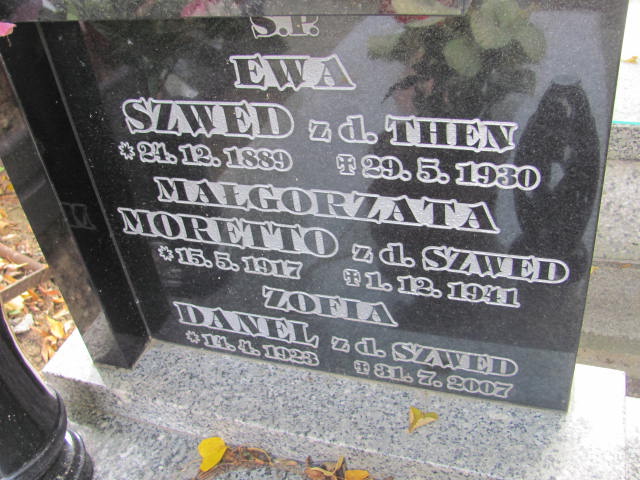 Ś.P.
EWA
SZWED z d. THEN
* 24. 12. 1889 ✝ 29. 5. 1930
MAŁGORZATA
MORETTO z d. SZWED
* 15. 5. 1917 ✝ 1. 12. 1941
ZOFIA
DANEL z d. SZWED
* 14. 4. 1923 ✝ 31. 7. 2007